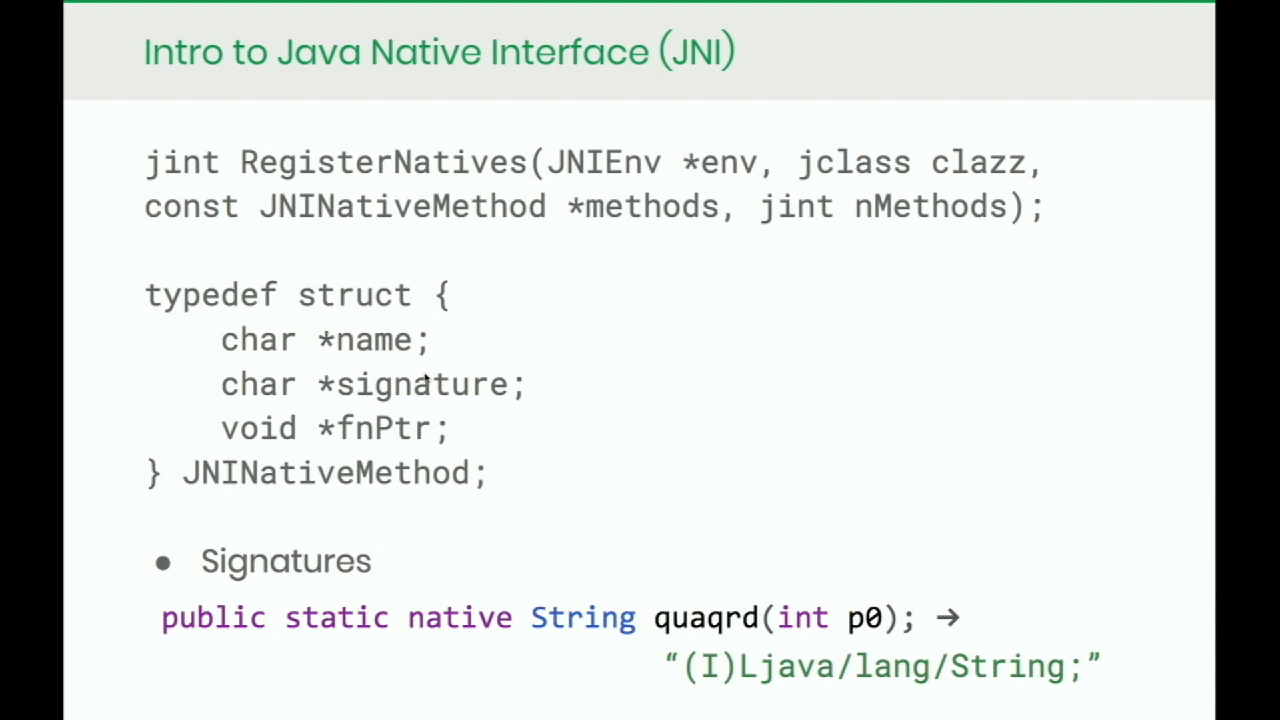 Intro to Java Native Interface (JNI)
jint RegisterNatives(JNIEnv *env, jclass clazz,
const JNINativeMethod *methods, jint nMethods);
typedef struct {
    char *name;
    char *signature;
    void *fnPtr;
} JNINativeMethod;
● Signatures
public static native String quaqrd(int p0); →
“(I)Ljava/lang/String;”